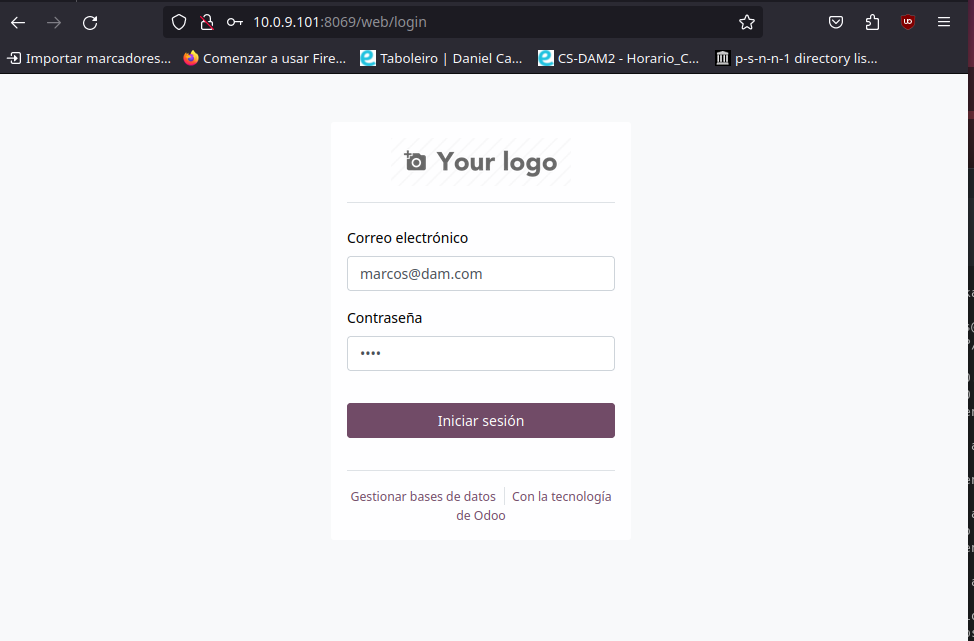 10.0.9.101:8069/web/login
Importar marcadores... Comenzar a usar Fire... Taboleiro | Daniel Ca... CS-DAM2 - Horario_C... p-s-n-n-1 directory lis...
Your logo
Correo electrónico
marcos@dam.com
Contraseña
••••
Iniciar sesión
Gestionar bases de datos | Con la tecnología
de Odoo